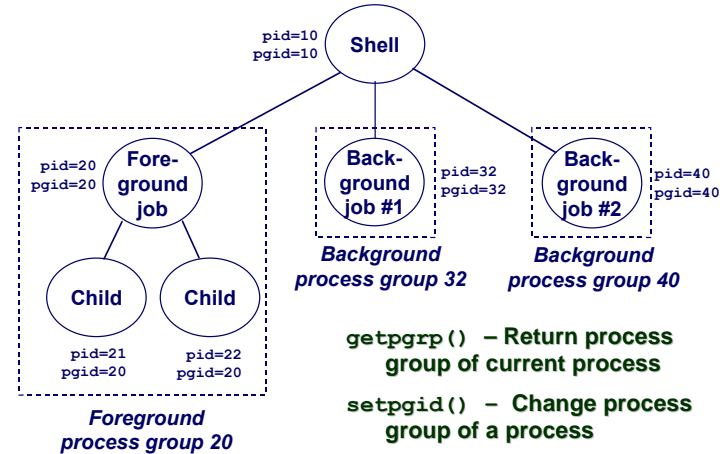 pid=10
pgid=10
Shell
pid=20
pgid=20
Fore-
ground
job
Back-
ground
job #1
pid=32
pgid=32
Back-
ground
job #2
pid=40
pgid=40
Background
process group 32
Background
process group 40
Child
Child
pid=21
pgid=20
pid=22
pgid=20
Foreground
process group 20
getpgrp() – Return process
group of current process
setpgid() – Change process
group of a process